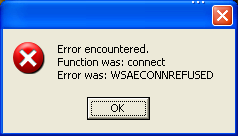 Error encountered.
Function was: connect
Error was: WSAECONNREFUSED
OK